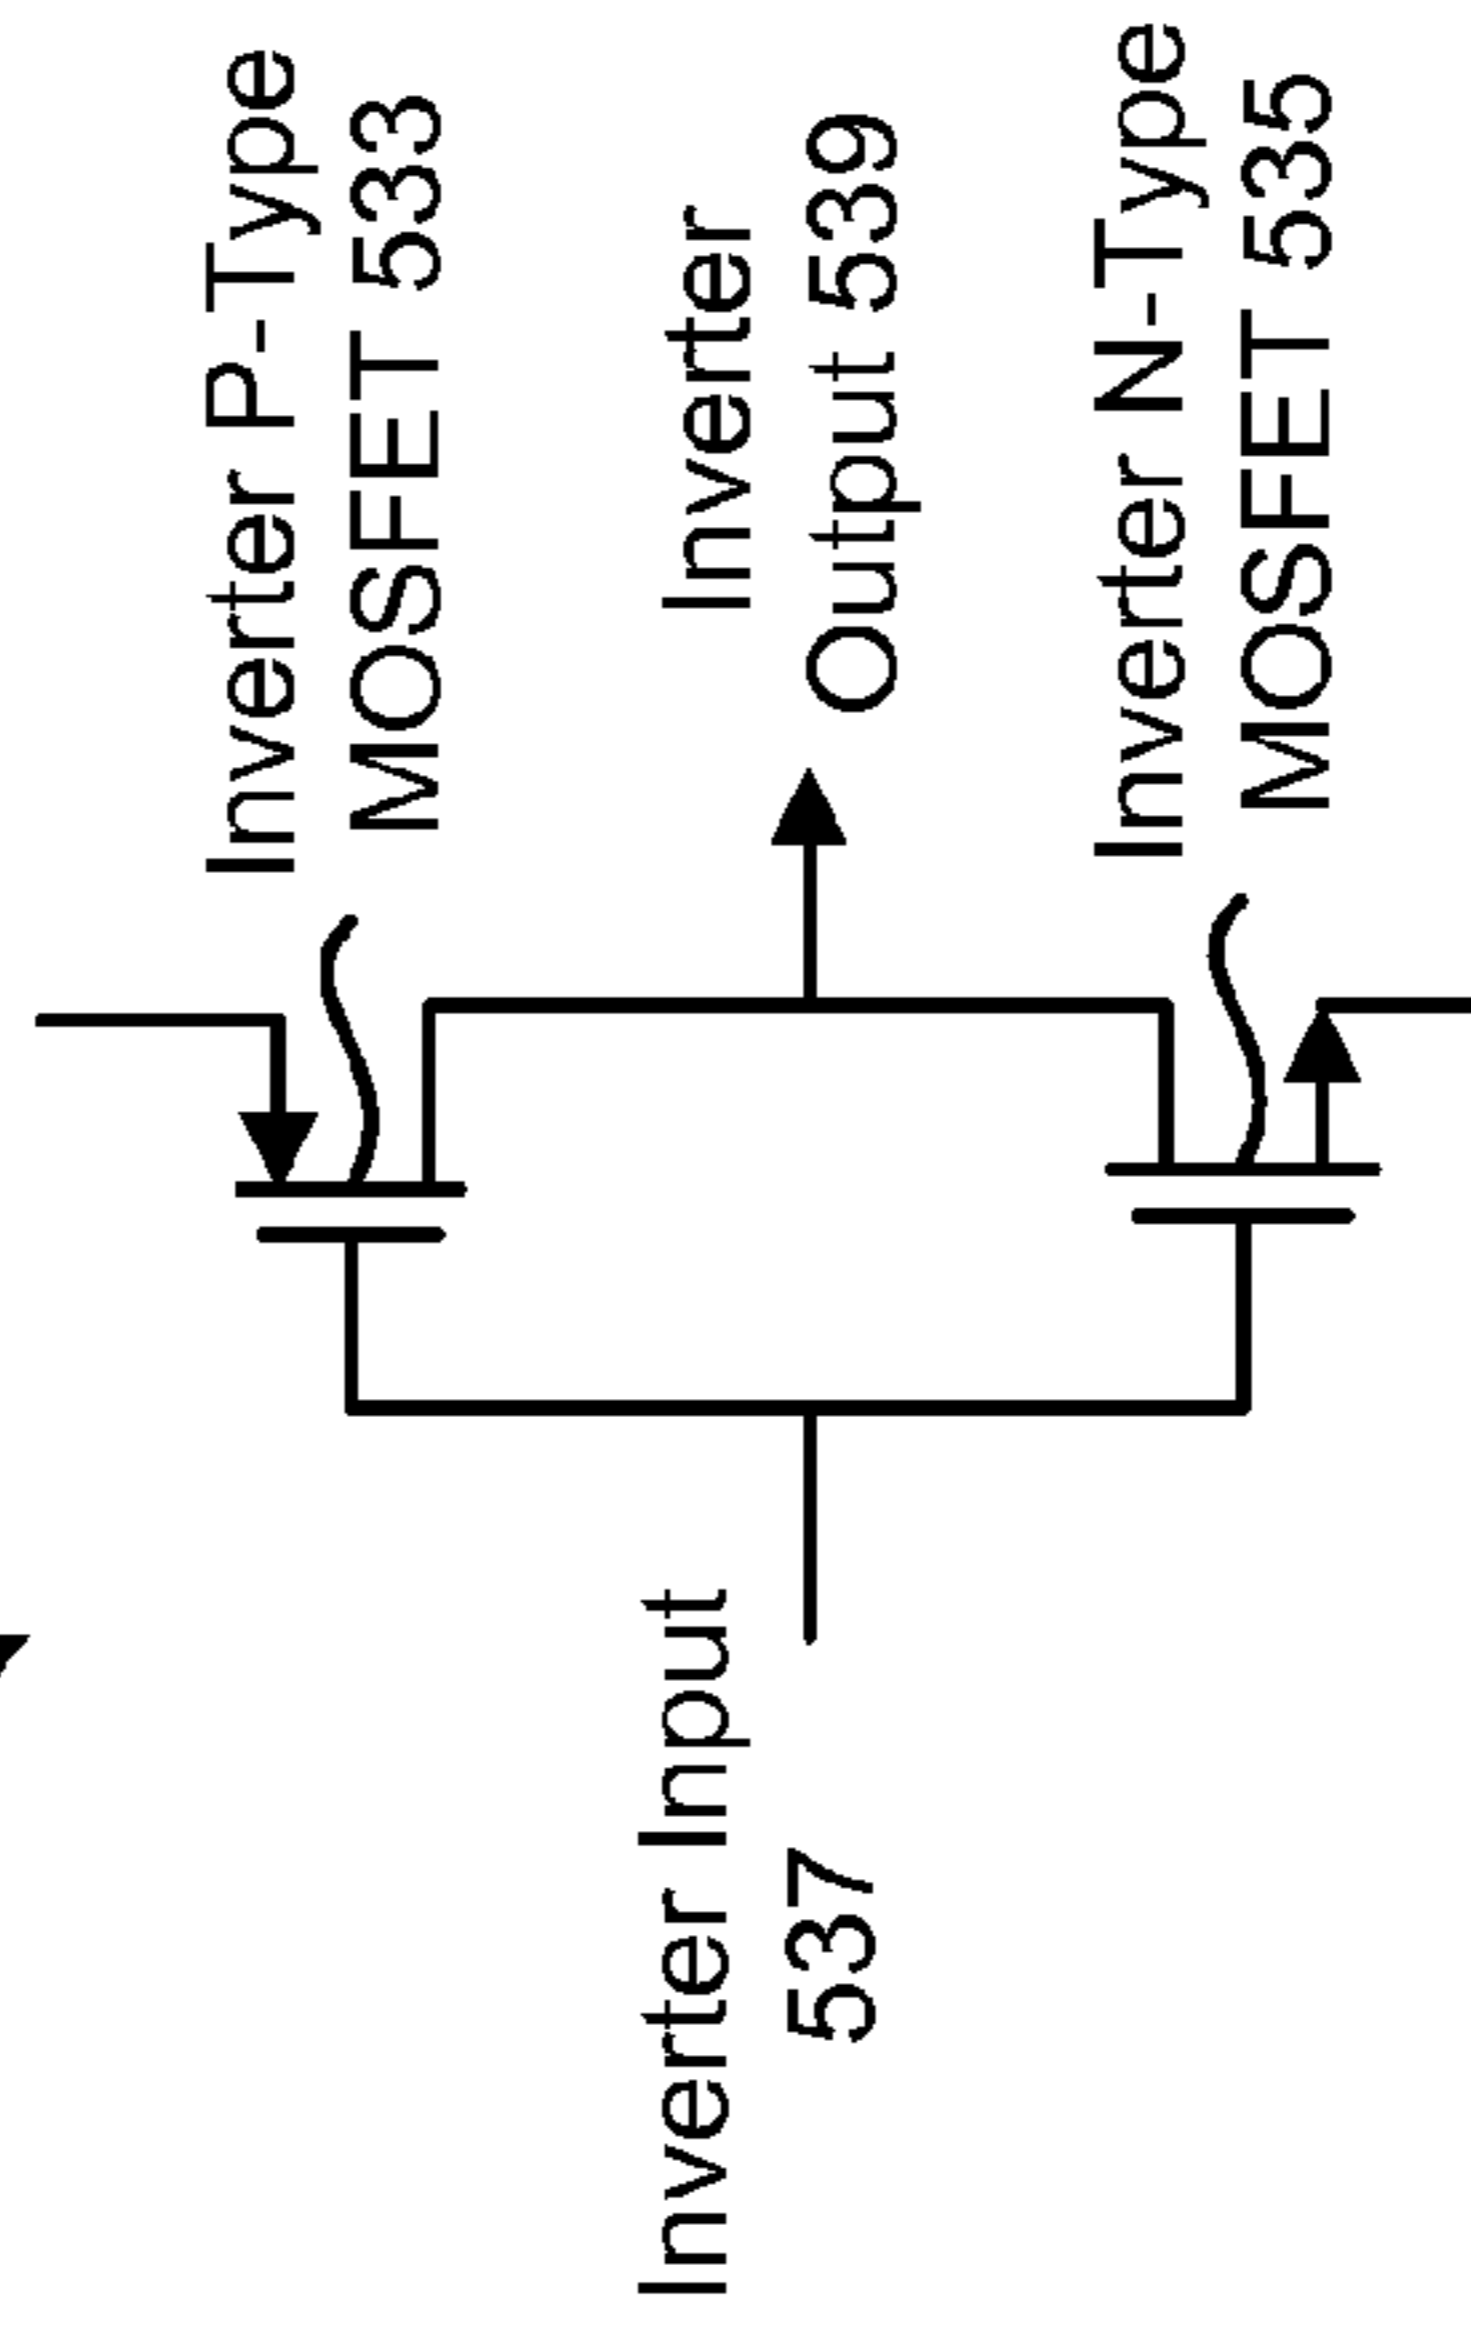 Inverter P-Type
MOSFET 533
Inverter
Output 539
Inverter N-Type
MOSFET 535
Inverter Input
537